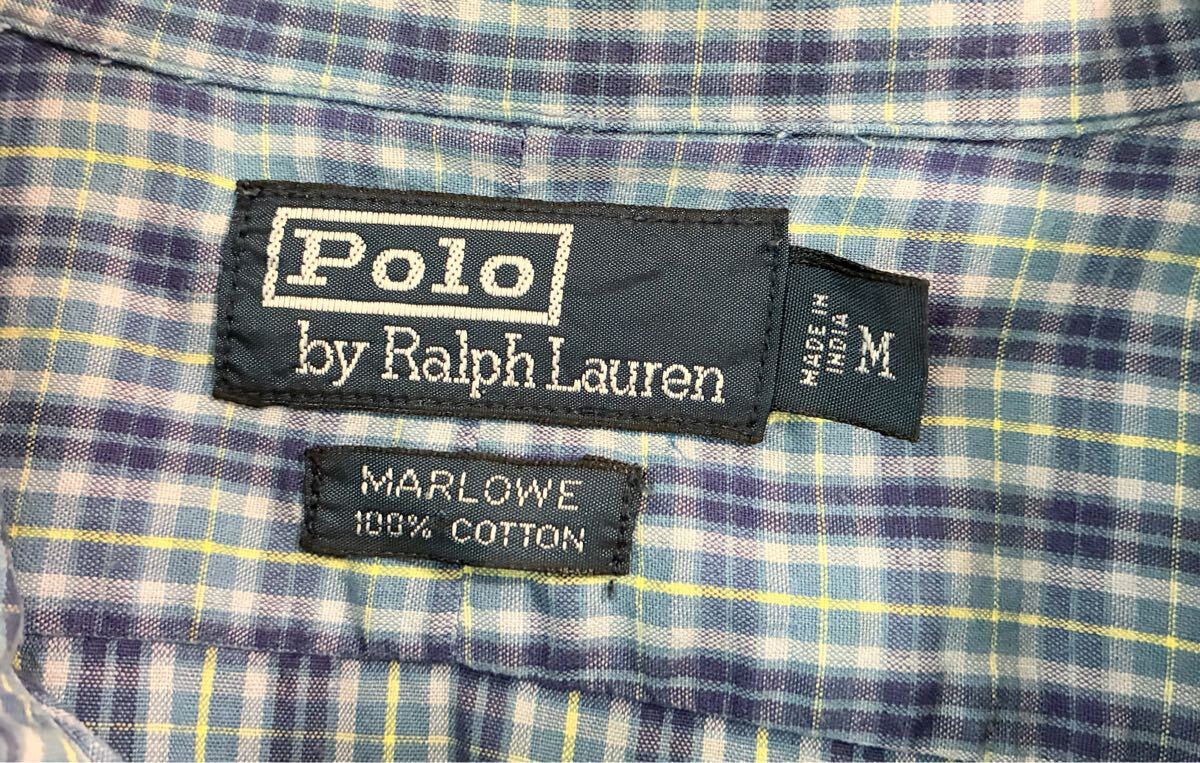 Polo
by Ralph Lauren
MADE IN
INDIA
M
MARLOWE
100% COTTON